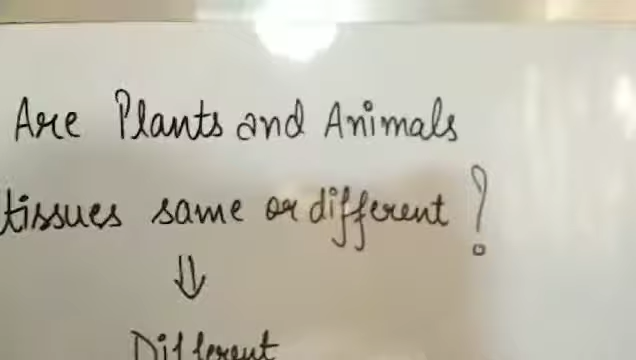 Are Plants and Animals
tissues same or different?
⇓
Different